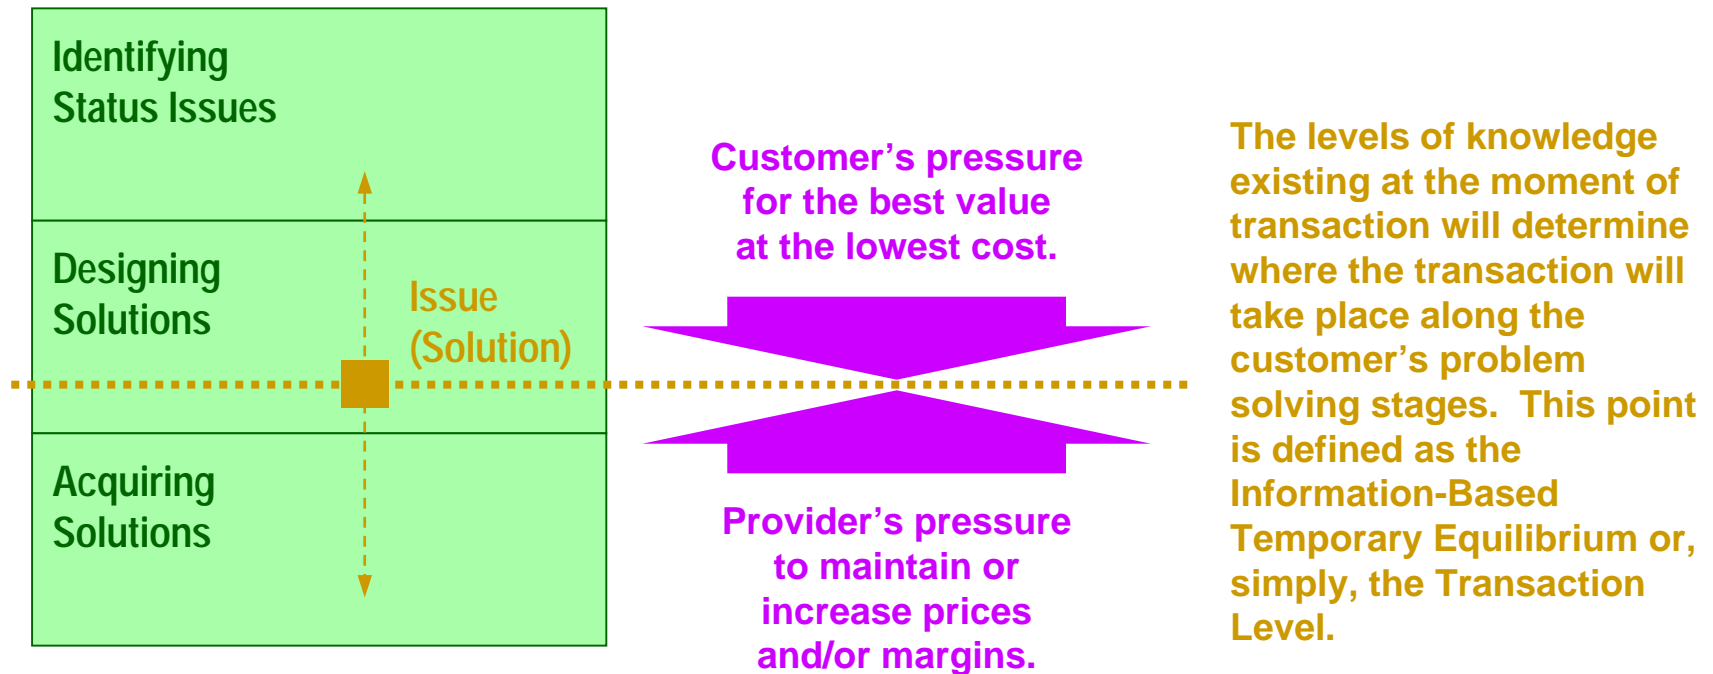 Identifying
Status Issues
Designing
Solutions
Issue
(Solution)
Acquiring
Solutions
Customer’s pressure
for the best value
at the lowest cost.
Provider’s pressure
to maintain or
increase prices
and/or margins.
The levels of knowledge
existing at the moment of
transaction will determine
where the transaction will
take place along the
customer’s problem
solving stages.  This point
is defined as the
Information-Based
Temporary Equilibrium or,
simply, the Transaction
Level.